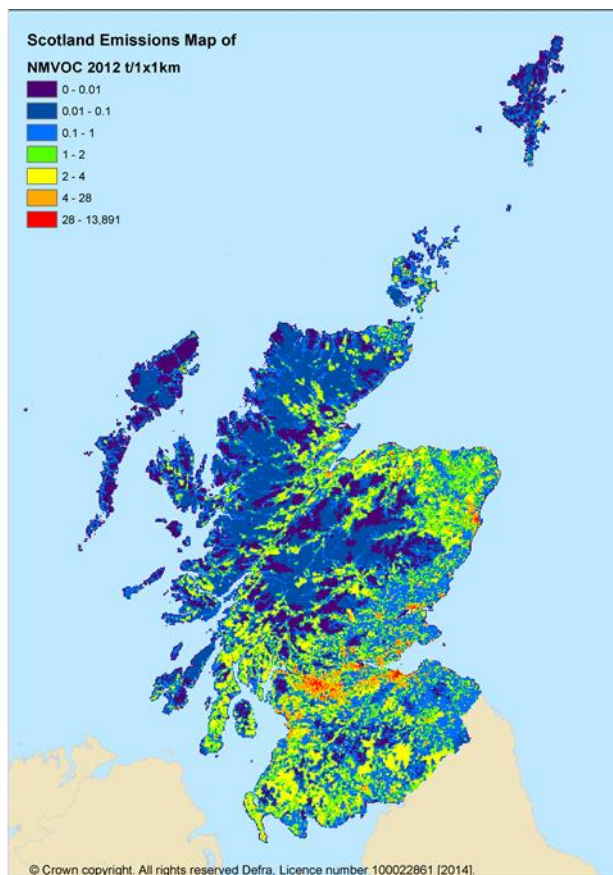 Scotland Emissions Map of
NMVOC 2012 t/1x1km
0 - 0.01
0.01 - 0.1
0.1 - 1
1 - 2
2 - 4
4 - 28
28 - 13,891
© Crown copyright. All rights reserved Defra, Licence number 100022861 [2014].